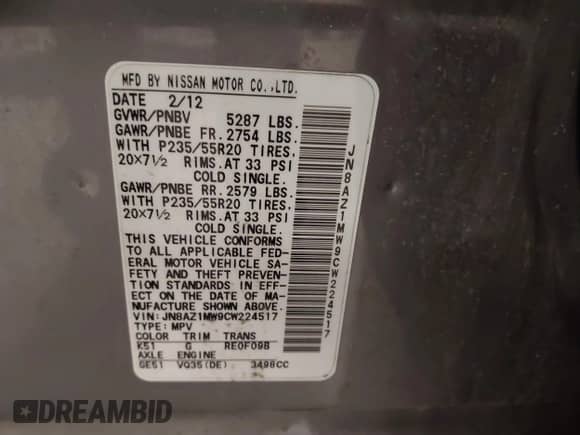 MFD BY NISSAN MOTOR CO.,LTD.
DATE 2/12
GVWR/PNBV 5287 LBS.
GAWR/PNBE FR. 2754 LBS.
WITH P235/55R20 TIRES,
20×7½ RIMS.AT 33 PSI
COLD SINGLE.
GAWR/PNBE RR. 2579 LBS.
WITH P235/55R20 TIRES,
20×7½ RIMS.AT 33 PSI
COLD SINGLE.
THIS VEHICLE CONFORMS
TO ALL APPLICABLE FED-
ERAL MOTOR VEHICLE SA-
FETY AND THEFT PREVEN-
TION STANDARDS IN EFF-
ECT ON THE DATE OF MA-
NUFACTURE SHOWN ABOVE.
VIN: JN8AZ1MW9CW224517
TYPE: MPV
COLOR TRIM TRANS
K51 G RE0F09B
AXLE ENGINE
GE51 VQ35(DE) 3498CC
JN8AZ1MW9CW224517
DREAMBID